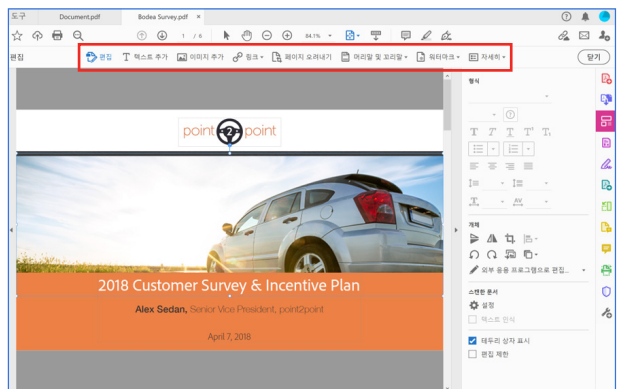 도구 Document.pdf Bodea Survey.pdf ×
1 / 6 84.1%
편집 편집 텍스트 추가 이미지 추가 링크 페이지 오려내기 머리말 및 꼬리말 워터마크 자세히 닫기
형식
point 2 point
T T T T¹ T₁
T AV
개체
외부 응용 프로그램으로 편집...
2018 Customer Survey & Incentive Plan
스캔한 문서
설정
Alex Sedan, Senior Vice President, point2point
텍스트 인식
April 7, 2018
테두리 상자 표시
편집 제한